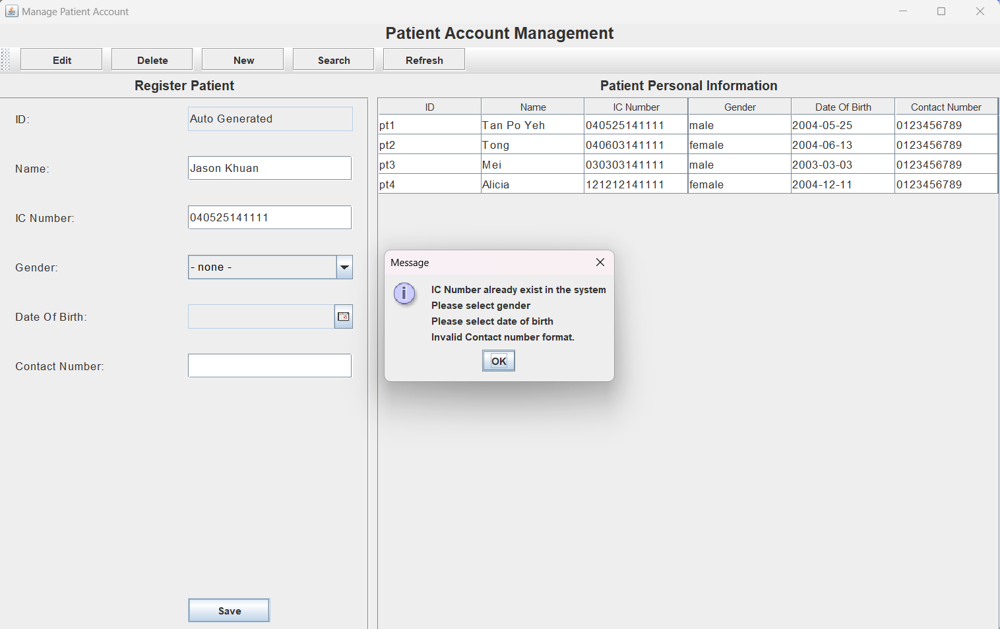 Manage Patient Account
Patient Account Management
Edit Delete New Search Refresh
Register Patient
ID: Auto Generated
Name: Jason Khuan
IC Number: 040525141111
Gender: - none -
Date Of Birth:
Contact Number:
Save
Patient Personal Information
ID Name IC Number Gender Date Of Birth Contact Number
pt1 Tan Po Yeh 040525141111 male 2004-05-25 0123456789
pt2 Tong 040603141111 female 2004-06-13 0123456789
pt3 Mei 030303141111 male 2003-03-03 0123456789
pt4 Alicia 121212141111 female 2004-12-11 0123456789
Message
IC Number already exist in the system
Please select gender
Please select date of birth
Invalid Contact number format.
OK